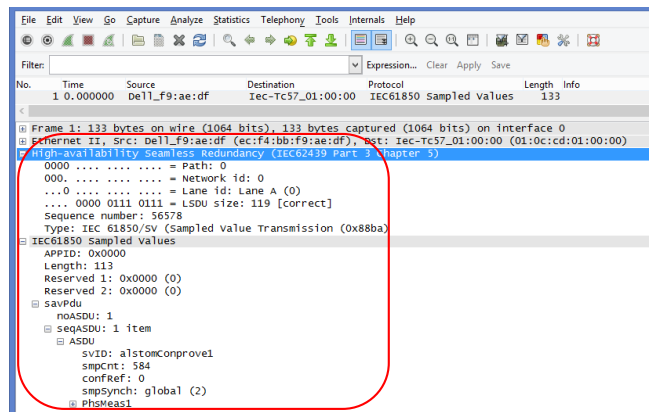 File Edit View Go Capture Analyze Statistics Telephony Tools Internals Help
Filter: Expression... Clear Apply Save
No. Time Source Destination Protocol Length Info
1 0.000000 Dell_f9:ae:df Iec-Tc57_01:00:00 IEC61850 Sampled Values 133
Frame 1: 133 bytes on wire (1064 bits), 133 bytes captured (1064 bits) on interface 0
Ethernet II, Src: Dell_f9:ae:df (ec:f4:bb:f9:ae:df), Dst: Iec-Tc57_01:00:00 (01:0c:cd:01:00:00)
High-availability Seamless Redundancy (IEC62439 Part 3 Chapter 5)
0000 .... .... .... = Path: 0
000. .... .... .... = Network id: 0
...0 .... .... .... = Lane id: Lane A (0)
.... 0000 0111 0111 = LSDU size: 119 [correct]
Sequence number: 56578
Type: IEC 61850/SV (Sampled Value Transmission (0x88ba)
IEC61850 Sampled Values
APPID: 0x0000
Length: 113
Reserved 1: 0x0000 (0)
Reserved 2: 0x0000 (0)
savPdu
noASDU: 1
seqASDU: 1 item
ASDU
svID: alstomConprove1
smpCnt: 584
confRef: 0
smpSynch: global (2)
PhsMeas1